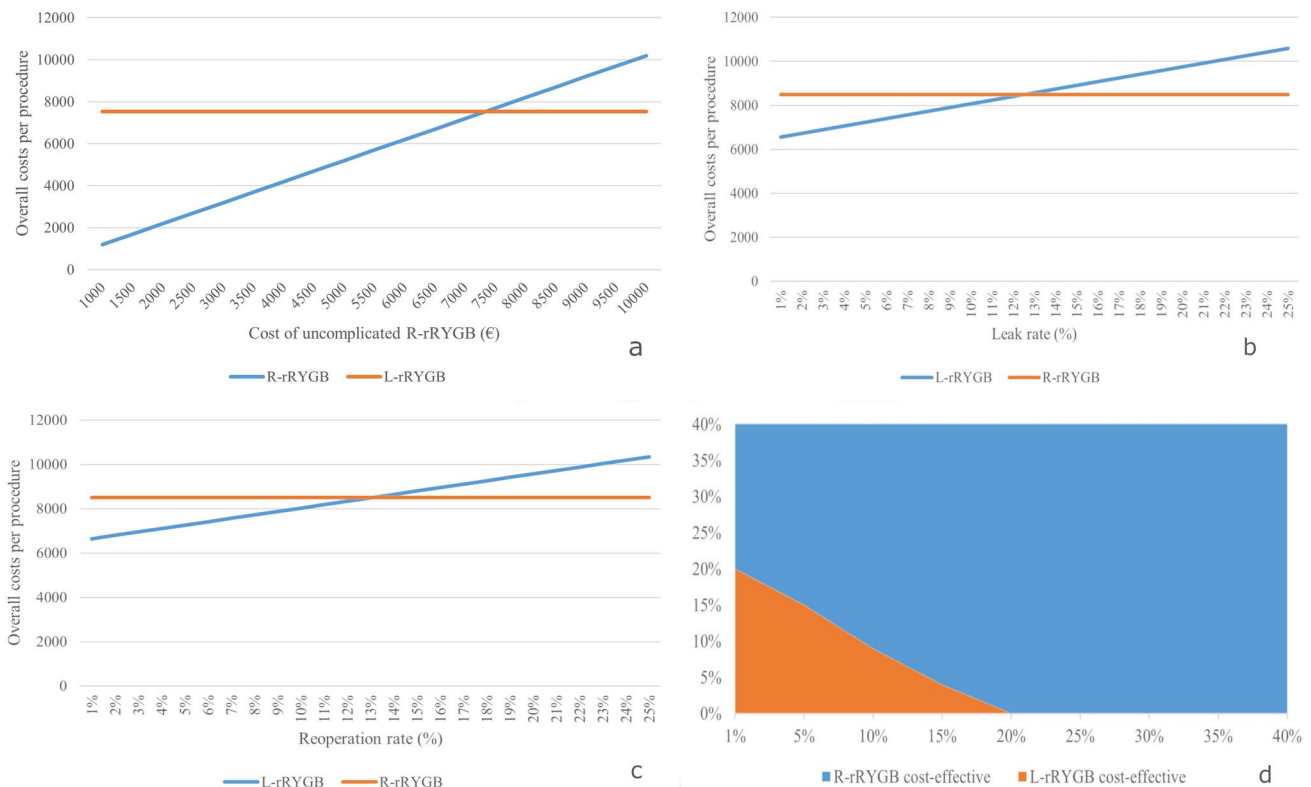 12000
10000
8000
6000
4000
2000
0
Overall costs per procedure
1000 1500 2000 2500 3000 3500 4000 4500 5000 5500 6000 6500 7000 7500 8000 8500 9000 9500 10000
Cost of uncomplicated R-rRYGB (€)
a
R-rRYGB L-rRYGB
12000
10000
8000
6000
4000
2000
0
Overall costs per procedure
1% 2% 3% 4% 5% 6% 7% 8% 9% 10% 11% 12% 13% 14% 15% 16% 17% 18% 19% 20% 21% 22% 23% 24% 25%
Leak rate (%)
b
L-rRYGB R-rRYGB
12000
10000
8000
6000
4000
2000
0
Overall costs per procedure
1% 2% 3% 4% 5% 6% 7% 8% 9% 10% 11% 12% 13% 14% 15% 16% 17% 18% 19% 20% 21% 22% 23% 24% 25%
Reoperation rate (%)
c
L-rRYGB R-rRYGB
40%
35%
30%
25%
20%
15%
10%
5%
0%
1% 5% 10% 15% 20% 25% 30% 35% 40%
R-rRYGB cost-effective L-rRYGB cost-effective
d